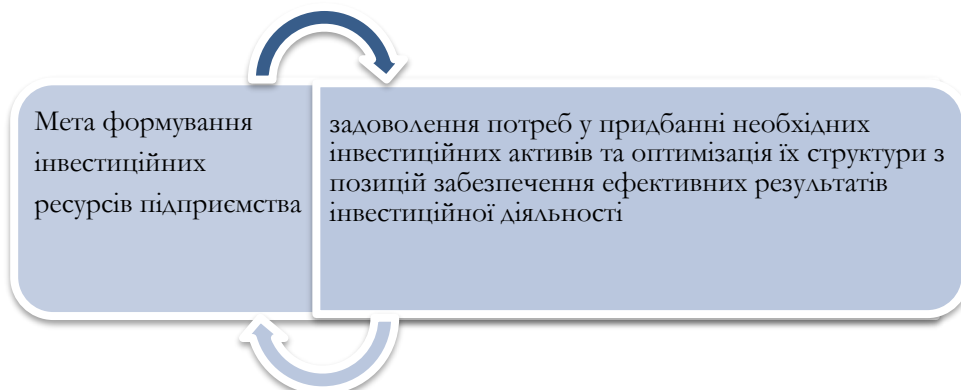 Мета формування
інвестиційних
ресурсів підприємства
задоволення потреб у придбанні необхідних
інвестиційних активів та оптимізація їх структури з
позицій забезпечення ефективних результатів
інвестиційної діяльності